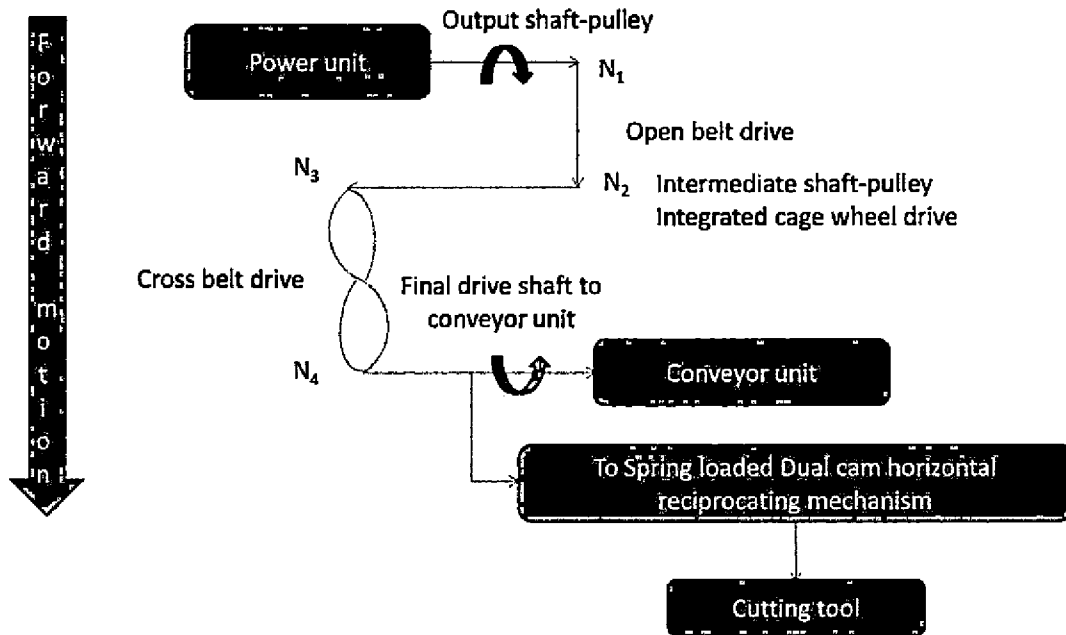 Forward motion
Output shaft-pulley
Power unit
N₁
Open belt drive
N₃
N₂
Intermediate shaft-pulley
Integrated cage wheel drive
Cross belt drive
Final drive shaft to
conveyor unit
N₄
Conveyor unit
To Spring loaded Dual cam horizontal
reciprocating mechanism
Cutting tool